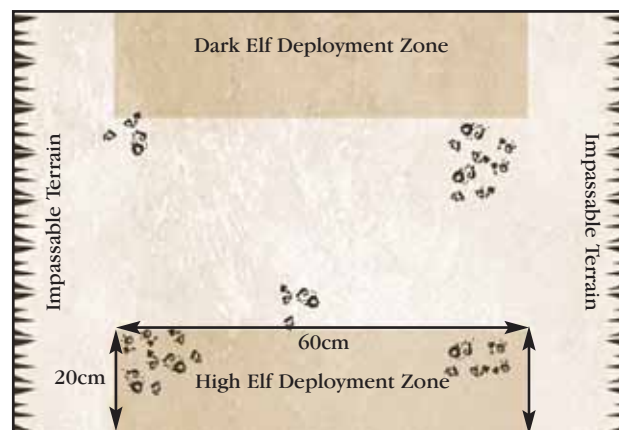 Dark Elf Deployment Zone
Impassable Terrain
Impassable Terrain
60cm
20cm
High Elf Deployment Zone